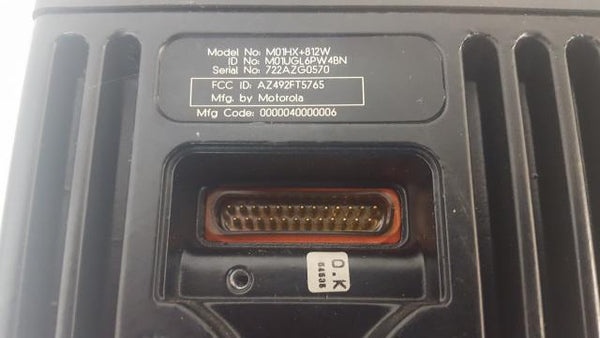 Model No: M01HX+812W
ID No: M01UGL6PW4BN
Serial No: 722AZG0570
FCC ID: AZ492FT5765
Mfg. by Motorola
Mfg Code: 0000040000006
O.K